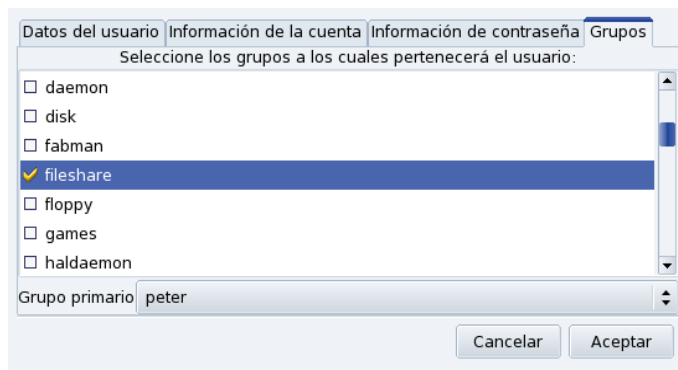 Datos del usuario Información de la cuenta Información de contraseña Grupos
Seleccione los grupos a los cuales pertenecerá el usuario:
daemon
disk
fabman
fileshare
floppy
games
haldaemon
Grupo primario peter
Cancelar Aceptar